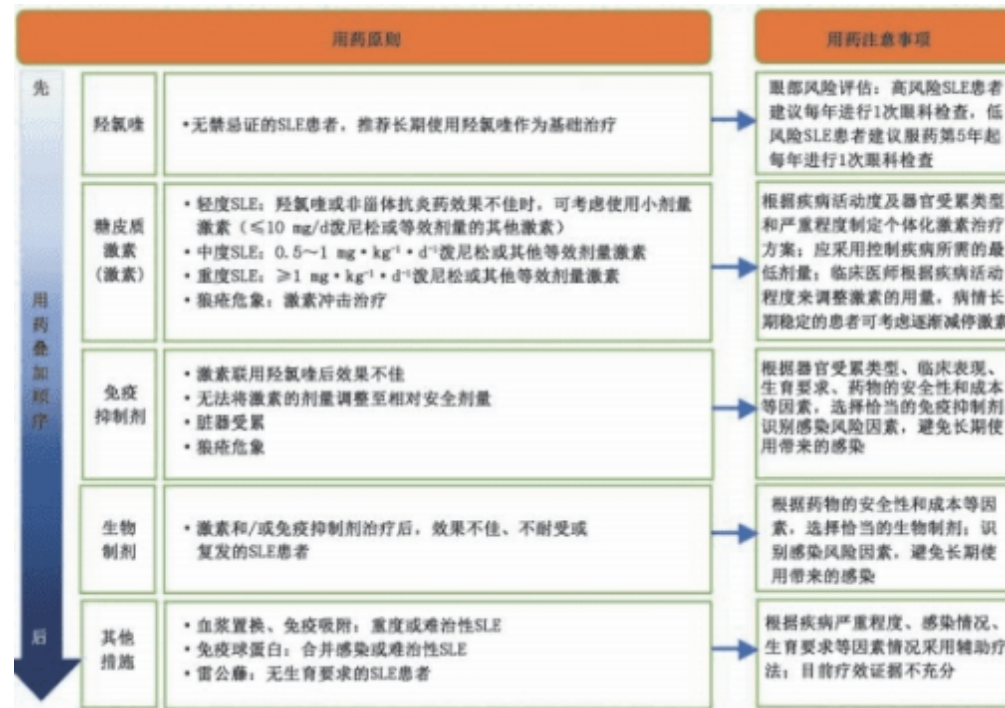 用药原则
用药注意事项
先
用药叠加顺序
后
羟氯喹
•无禁忌证的SLE患者，推荐长期使用羟氯喹作为基础治疗
眼部风险评估：高风险SLE患者
建议每年进行1次眼科检查，低
风险SLE患者建议服药第5年起
每年进行1次眼科检查
糖皮质
激素
(激素)
•轻度SLE：羟氯喹或非甾体抗炎药效果不佳时，可考虑使用小剂量
激素（≤10 mg/d泼尼松或等效剂量的其他激素）
•中度SLE：0.5～1 mg•kg⁻¹•d⁻¹泼尼松或其他等效剂量激素
•重度SLE：≥1 mg•kg⁻¹•d⁻¹泼尼松或其他等效剂量激素
•狼疮危象：激素冲击治疗
根据疾病活动度及器官受累类型
和严重程度制定个体化激素治疗
方案；应采用控制疾病所需的最
低剂量；临床医师根据疾病活动
程度来调整激素的用量，病情长
期稳定的患者可考虑逐渐减停激素
免疫
抑制剂
•激素联用羟氯喹后效果不佳
•无法将激素的剂量调整至相对安全剂量
•脏器受累
•狼疮危象
根据器官受累类型、临床表现、
生育要求、药物的安全性和成本
等因素，选择恰当的免疫抑制剂
识别感染风险因素，避免长期使
用带来的感染
生物
制剂
•激素和/或免疫抑制剂治疗后，效果不佳、不耐受或
复发的SLE患者
根据药物的安全性和成本等因
素，选择恰当的生物制剂；识
别感染风险因素，避免长期使
用带来的感染
其他
措施
•血浆置换、免疫吸附：重度或难治性SLE
•免疫球蛋白：合并感染或难治性SLE
•雷公藤：无生育要求的SLE患者
根据疾病严重程度、感染情况、
生育要求等因素情况采用辅助疗
法；目前疗效证据不充分